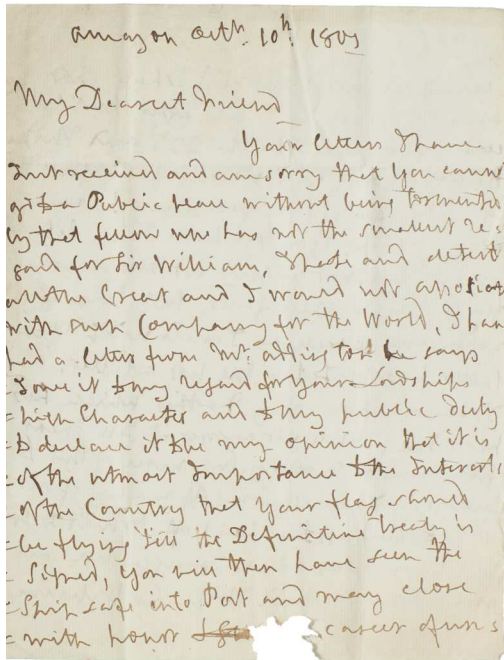 Amazon Octr. 10th. 1801
My Dearest Friend
Your letters I have
Just received and am sorry that you cannot
go to a Public place without being tormented
by that fellow who has not the smallest re=
gard for Sir William, I hate and detest
all the Great and I would not associate
with such Company for the World, I have
had a letter from Mr. Addington he says
= I owe it to my regard for Your Lordships
= high Character and to my public duty
= to declare it to be my opinion that it is
= of the utmost Importance to the Interests
= of the Country that Your flag should
= be flying till the Definitive Treaty is
= signed, You will then have seen the
= Ship safe into Port and may close
= with honor career of uns